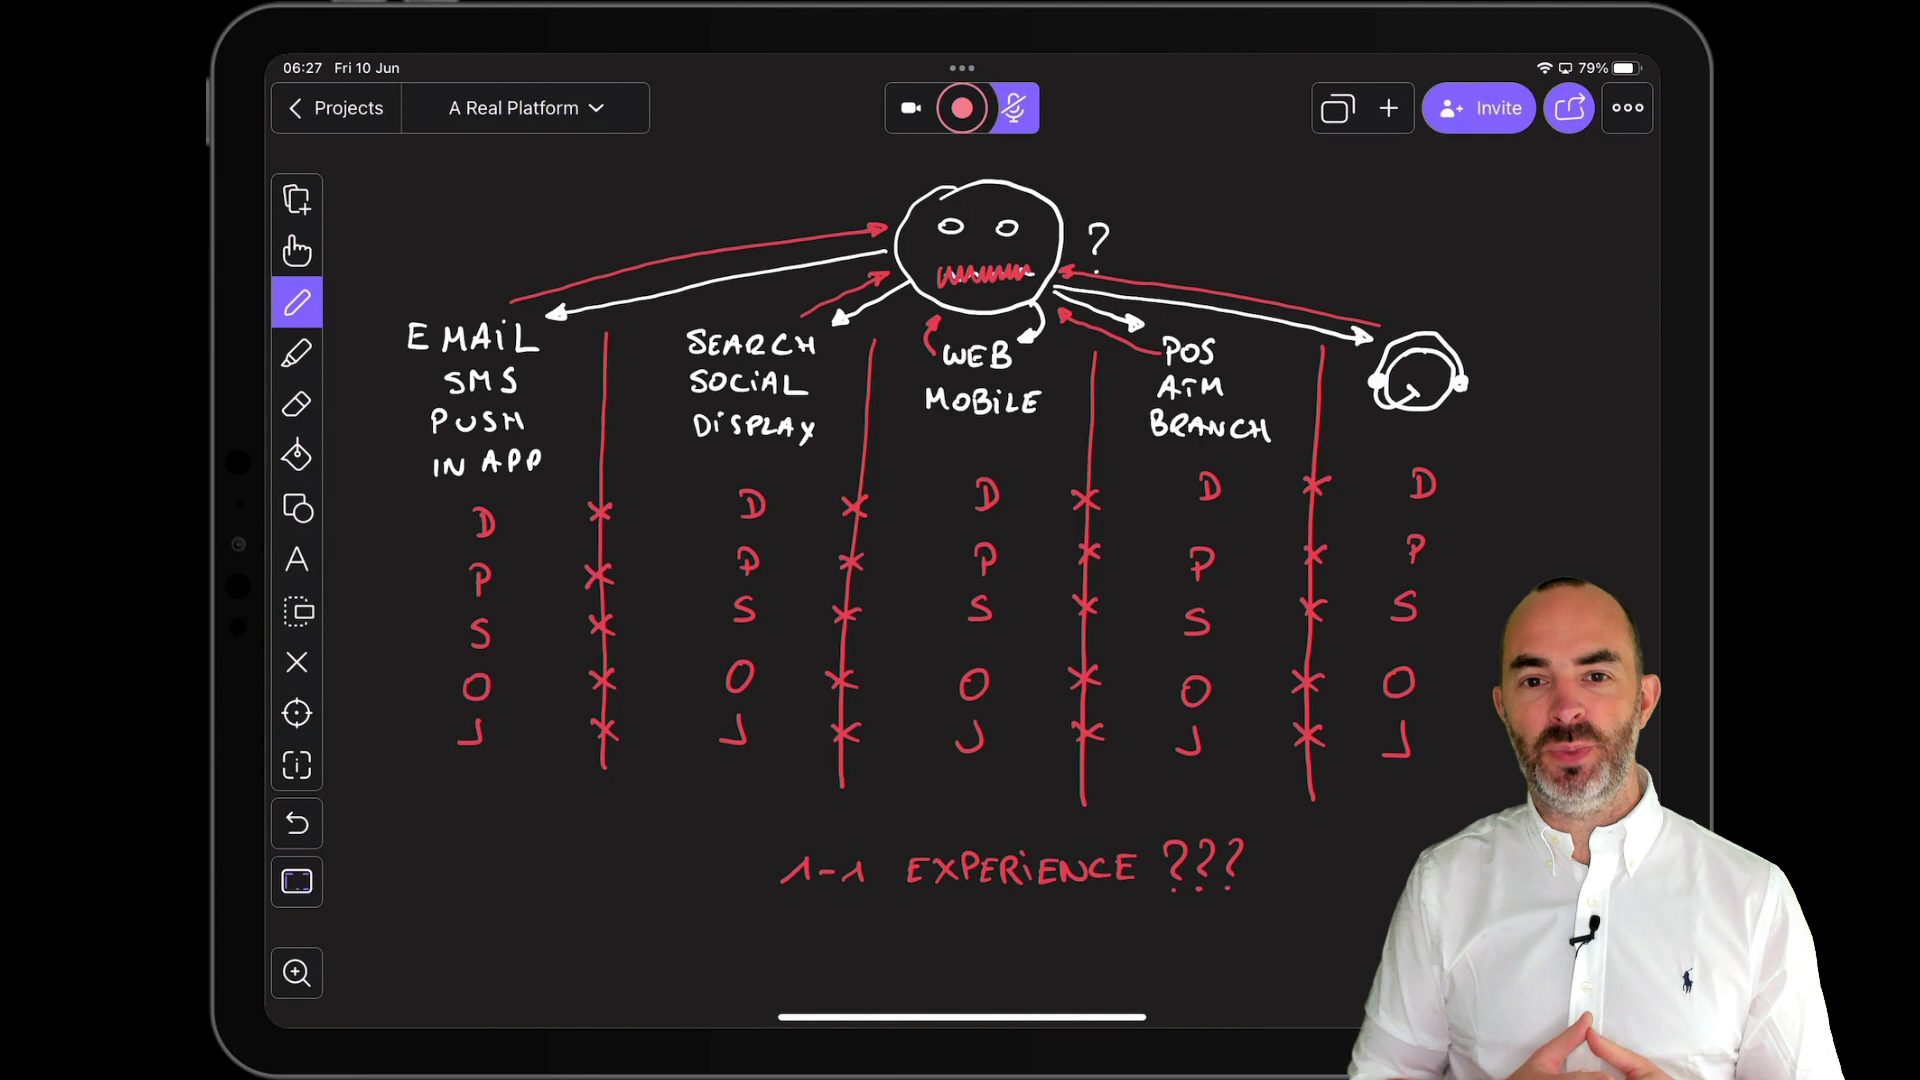 06:27 Fri 10 Jun
79%
Projects
A Real Platform
Invite
?
EMAIL
SMS
PUSH
IN APP
SEARCH
SOCIAL
DISPLAY
WEB
MOBILE
POS
ATM
BRANCH
D D D D D
P P P P P
S S S S S
O O O O O
J J J J J
1-1 EXPERIENCE ???